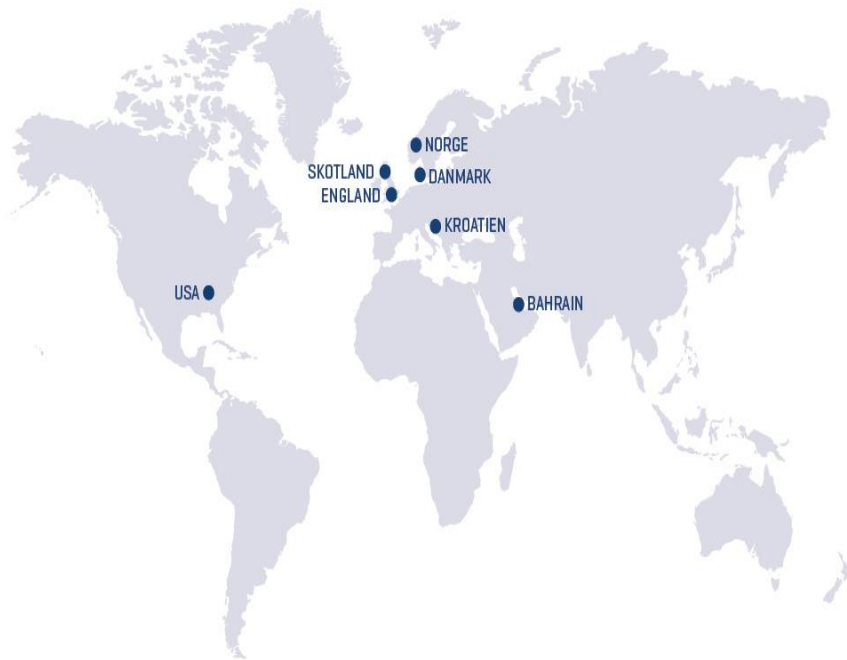 NORGE
SKOTLAND
DANMARK
ENGLAND
KROATIEN
USA
BAHRAIN